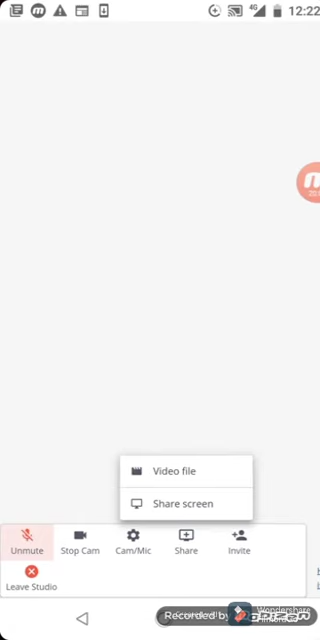 4G 12:22
Video file
Share screen
Unmute Stop Cam Cam/Mic Share Invite
Leave Studio
Recorded by
Wondershare